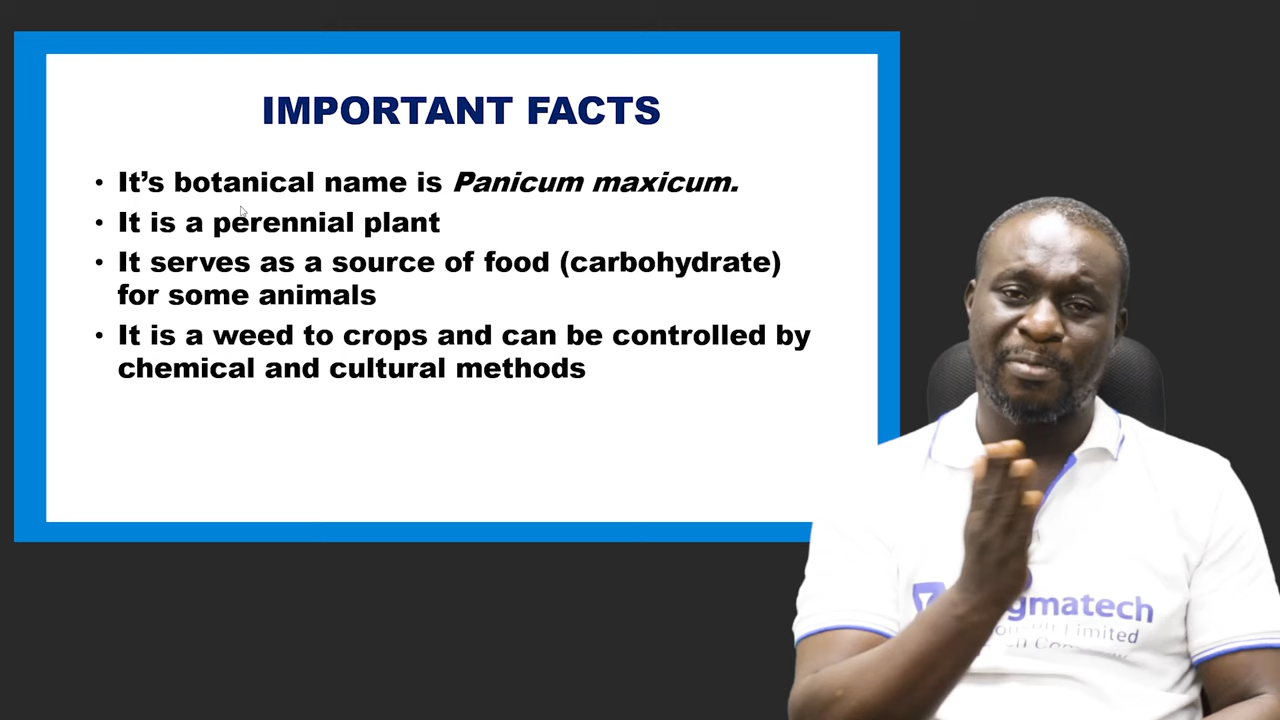 IMPORTANT FACTS
• It’s botanical name is Panicum maxicum.
• It is a perennial plant
• It serves as a source of food (carbohydrate)
for some animals
• It is a weed to crops and can be controlled by
chemical and cultural methods
Limited